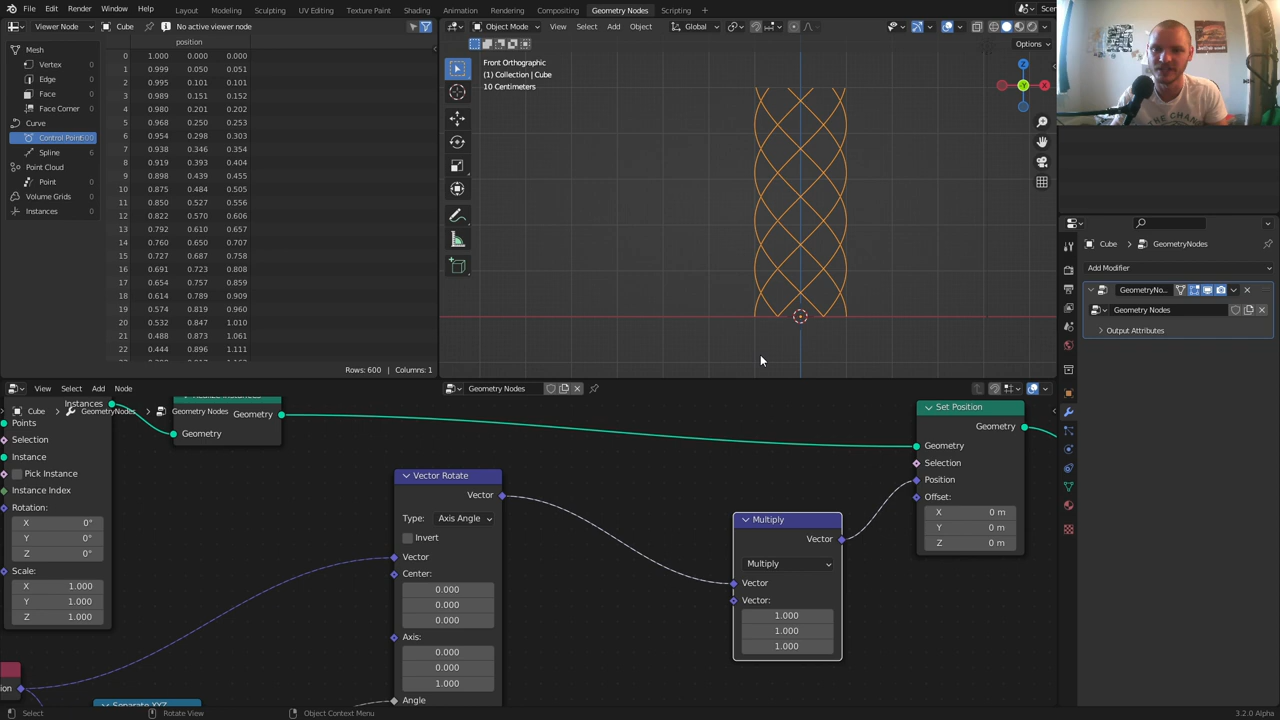 File Edit Render Window Help Layout Modeling Sculpting UV Editing Texture Paint Shading Animation Rendering Compositing Geometry Nodes Scripting Scen
Viewer Node Cube No active viewer node
Object Mode View Select Add Object Global
Options
Mesh
Vertex 0
Edge 0
Face 0
Face Corner 0
Curve
Control Point 600
Spline 6
Point Cloud
Point 0
Volume Grids 0
Instances 0
position
0 1.000 0.000 0.000
1 0.999 0.050 0.051
2 0.995 0.101 0.101
3 0.989 0.151 0.152
4 0.980 0.201 0.202
5 0.968 0.250 0.253
6 0.954 0.298 0.303
7 0.938 0.346 0.354
8 0.919 0.393 0.404
9 0.898 0.439 0.455
10 0.875 0.484 0.505
11 0.850 0.527 0.556
12 0.822 0.570 0.606
13 0.792 0.610 0.657
14 0.760 0.650 0.707
15 0.727 0.687 0.758
16 0.691 0.723 0.808
17 0.654 0.757 0.859
18 0.614 0.789 0.909
19 0.574 0.819 0.960
20 0.532 0.847 1.010
21 0.488 0.873 1.061
22 0.444 0.896 1.111
Rows: 600 | Columns: 1
Front Orthographic
(1) Collection | Cube
10 Centimeters
Z
Y
X
THE CHAN
Cube GeometryNodes
Add Modifier
GeometryNo...
Geometry Nodes
Output Attributes
View Select Add Node
Geometry Nodes
Cube GeometryNodes Geometry Nodes
Instances
Points
Selection
Instance
Pick Instance
Instance Index
Rotation:
X 0°
Y 0°
Z 0°
Scale:
X 1.000
Y 1.000
Z 1.000
Realize Instances
Geometry
Geometry
Vector Rotate
Vector
Type: Axis Angle
Invert
Vector
Center:
0.000
0.000
0.000
Axis:
0.000
0.000
1.000
Angle
Separate XYZ
Multiply
Vector
Multiply
Vector
Vector:
1.000
1.000
1.000
Set Position
Geometry
Geometry
Selection
Position
Offset:
X 0 m
Y 0 m
Z 0 m
Select
Rotate View
Object Context Menu
3.2.0 Alpha